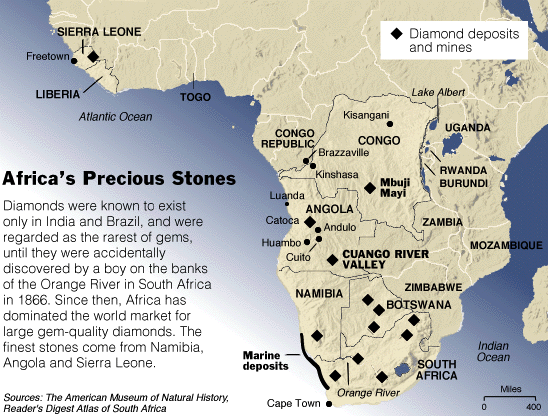 Diamond deposits
and mines
SIERRA LEONE
Freetown
LIBERIA
TOGO
Atlantic Ocean
Lake Albert
Kisangani
UGANDA
CONGO
REPUBLIC
CONGO
Brazzaville
Kinshasa
RWANDA
BURUNDI
Mbuji
Mayi
Luanda
ANGOLA
Catoca
Andulo
ZAMBIA
Huambo
Cuito
MOZAMBIQUE
CUANGO RIVER
VALLEY
ZIMBABWE
NAMIBIA
BOTSWANA
Marine
deposits
Indian
Ocean
SOUTH
AFRICA
Orange River
Cape Town
Miles
0 400
Africa's Precious Stones
Diamonds were known to exist
only in India and Brazil, and were
regarded as the rarest of gems,
until they were accidentally
discovered by a boy on the banks
of the Orange River in South Africa
in 1866. Since then, Africa has
dominated the world market for
large gem-quality diamonds. The
finest stones come from Namibia,
Angola and Sierra Leone.
Sources: The American Museum of Natural History,
Reader's Digest Atlas of South Africa